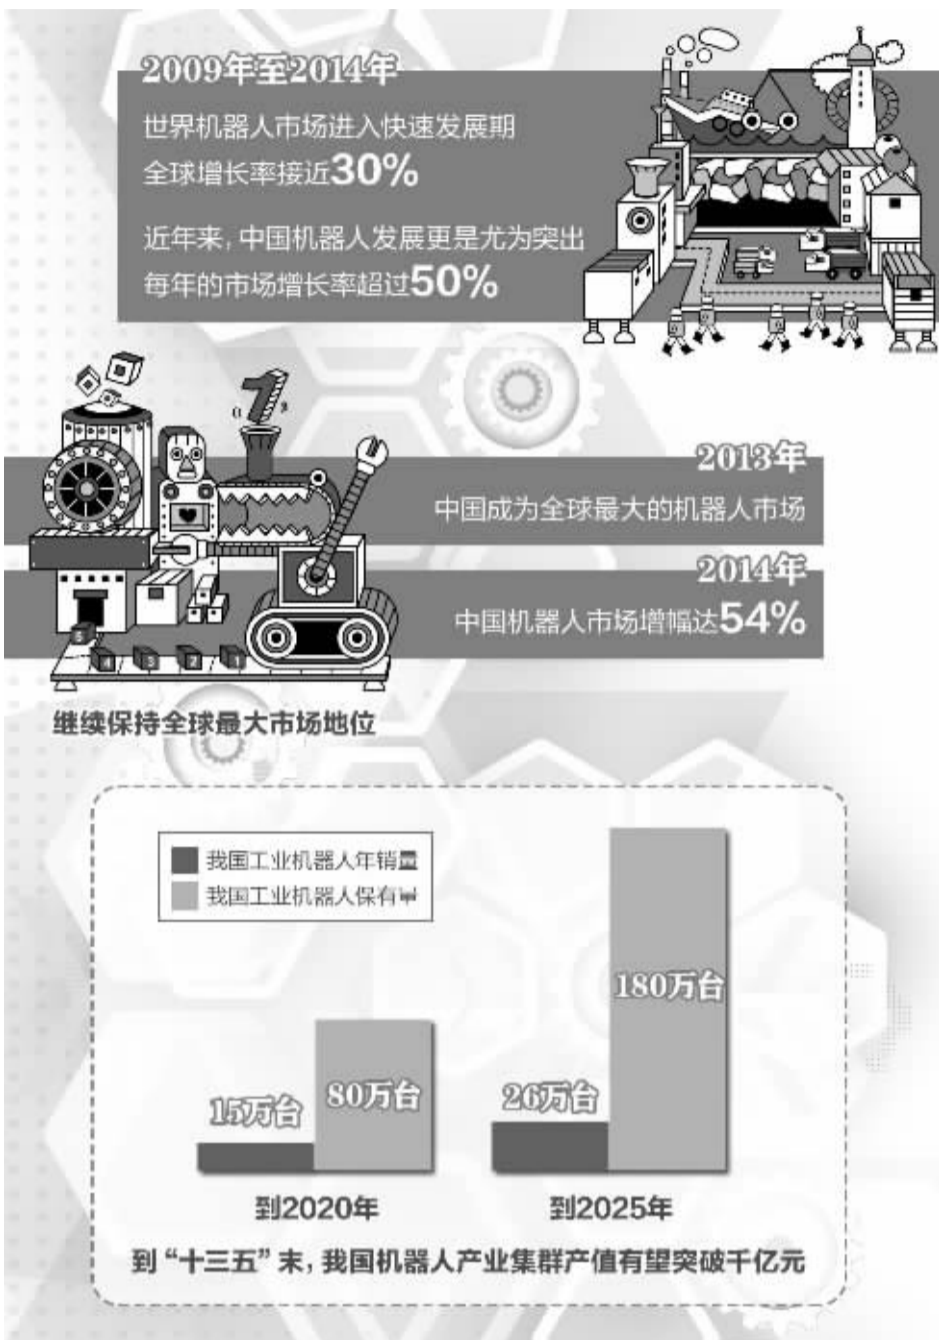 2009年至2014年
世界机器人市场进入快速发展期
全球增长率接近30%
近年来,中国机器人发展更是尤为突出
每年的市场增长率超过50%
2013年
中国成为全球最大的机器人市场
2014年
中国机器人市场增幅达54%
5
4
3
2
1
继续保持全球最大市场地位
我国工业机器人年销量
我国工业机器人保有量
180万台
15万台
80万台
26万台
到2020年
到2025年
到“十三五”末,我国机器人产业集群产值有望突破千亿元